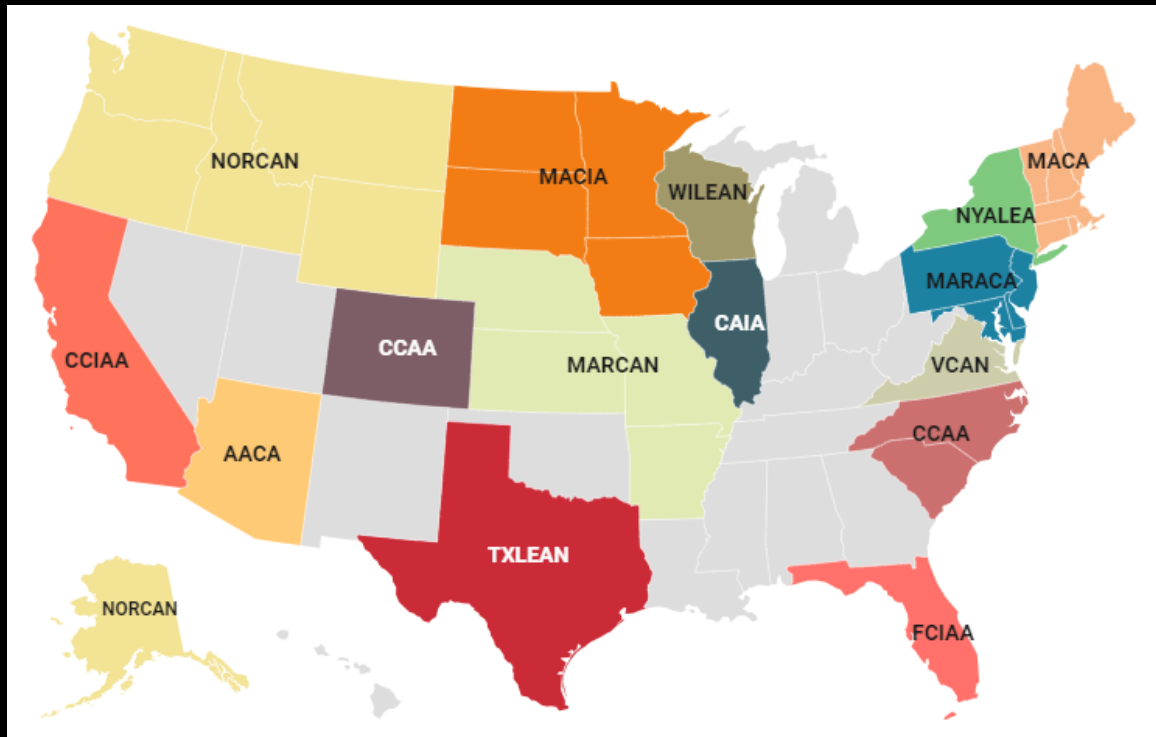 NORCAN
MACIA
WILEAN
MACA
NYALEA
MARACA
CCIAA
CCAA
MARCAN
CAIA
VCAN
AACA
CCAA
TXLEAN
NORCAN
FCIAA